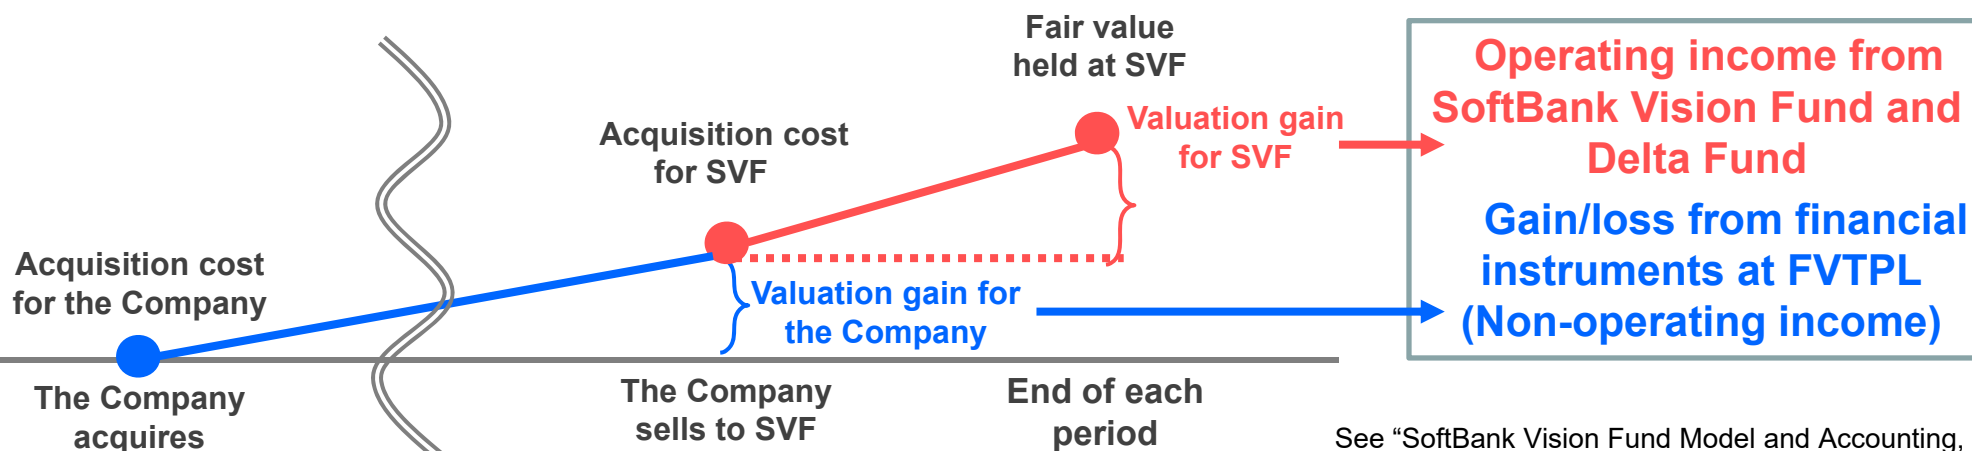 Fair value
held at SVF
Operating income from
SoftBank Vision Fund and
Delta Fund
Valuation gain
for SVF
Acquisition cost
for SVF
Gain/loss from financial
instruments at FVTPL
(Non-operating income)
Acquisition cost
for the Company
Valuation gain for
the Company
The Company
acquires
The Company
sells to SVF
End of each
period
See “SoftBank Vision Fund Model and Accounting,